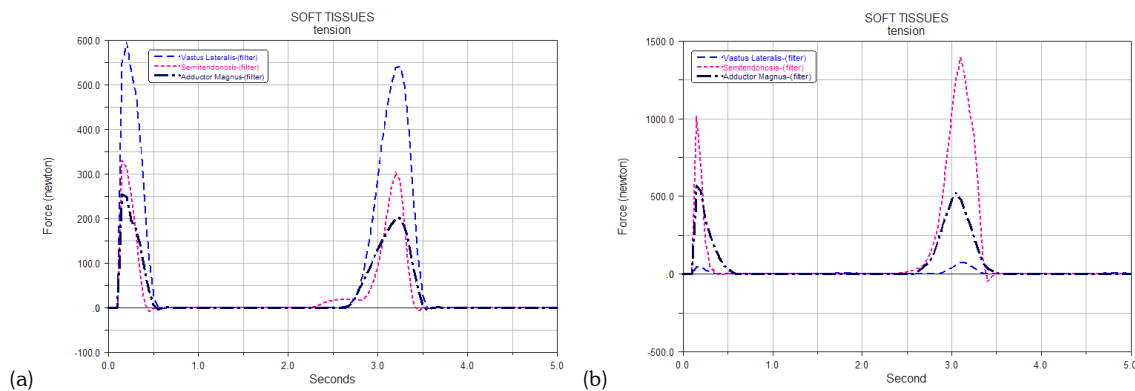 SOFT TISSUES
tension
600.0
500.0
400.0
300.0
200.0
100.0
.0
-100.0
Force (newton)
Vastus Lateralis-(filter)
Semitendonosis-(filter)
Adductor Magnus-(filter)
0.0 1.0 2.0 3.0 4.0 5.0
Seconds
(a)
SOFT TISSUES
tension
1500.0
1000.0
500.0
0.0
-500.0
Force (newton)
Vastus Lateralis-(filter)
Semitendonosis-(filter)
Adductor Magnus-(filter)
0.0 1.0 2.0 3.0 4.0 5.0
Second
(b)